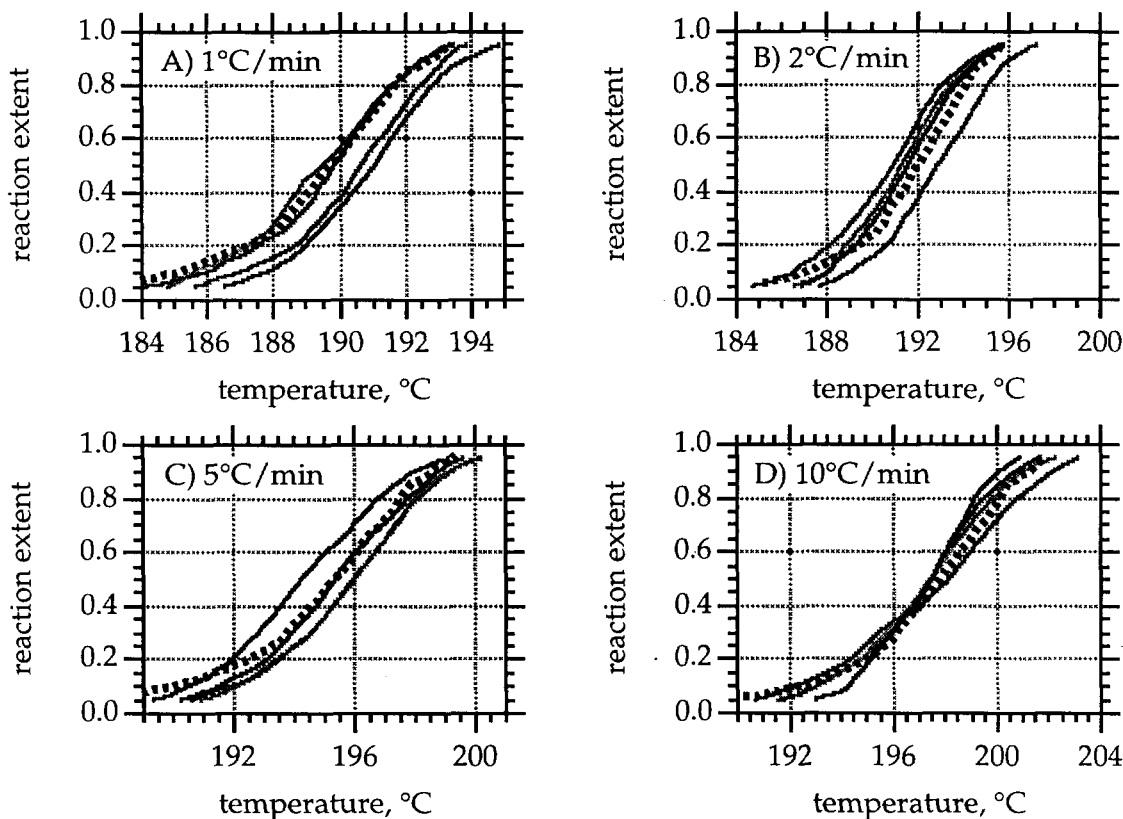 A) 1°C/min
reaction extent
1.0
0.8
0.6
0.4
0.2
0.0
184 186 188 190 192 194
temperature, °C
B) 2°C/min
reaction extent
1.0
0.8
0.6
0.4
0.2
0.0
184 188 192 196 200
temperature, °C
C) 5°C/min
reaction extent
1.0
0.8
0.6
0.4
0.2
0.0
192 196 200
temperature, °C
D) 10°C/min
reaction extent
1.0
0.8
0.6
0.4
0.2
0.0
192 196 200 204
temperature, °C